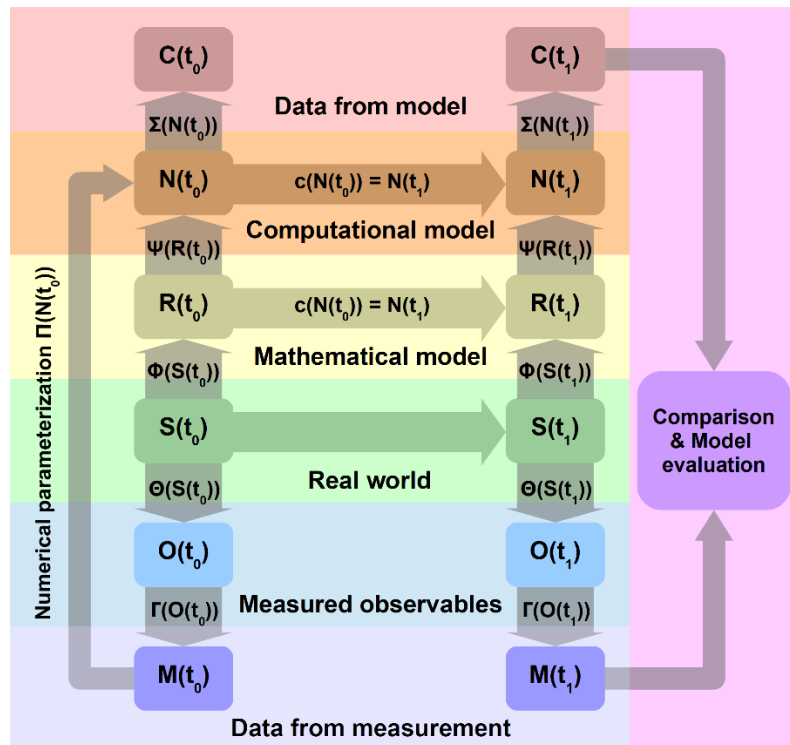 C(t₀)
C(t₁)
Data from model
Σ(N(t₀))
Σ(N(t₁))
N(t₀)
c(N(t₀)) = N(t₁)
N(t₁)
Computational model
Ψ(R(t₀))
Ψ(R(t₁))
R(t₀)
c(N(t₀)) = N(t₁)
R(t₁)
Mathematical model
Φ(S(t₀))
Φ(S(t₁))
S(t₀)
S(t₁)
Real world
Θ(S(t₀))
Θ(S(t₁))
O(t₀)
O(t₁)
Measured observables
Γ(O(t₀))
Γ(O(t₁))
M(t₀)
M(t₁)
Data from measurement
Numerical parameterization Π(N(t₀))
Comparison
& Model
evaluation